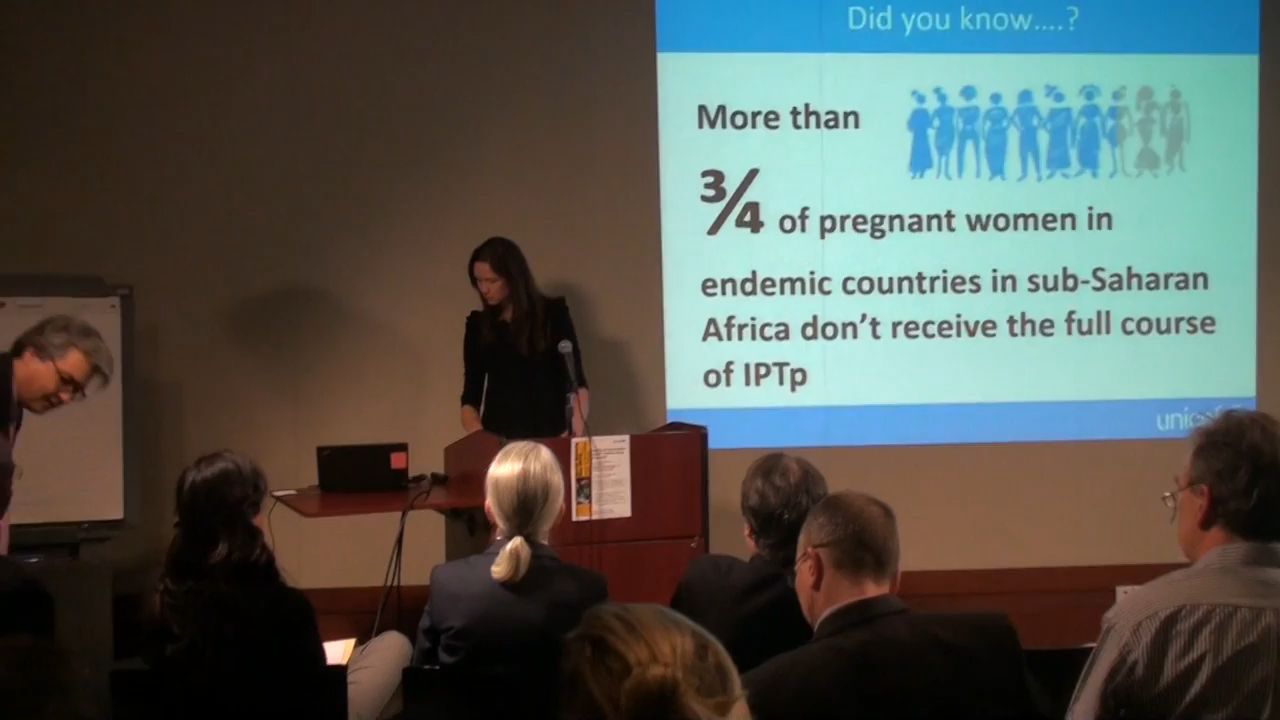 Did you know....?
More than
¾ of pregnant women in
endemic countries in sub-Saharan
Africa don't receive the full course
of IPTp
unicef